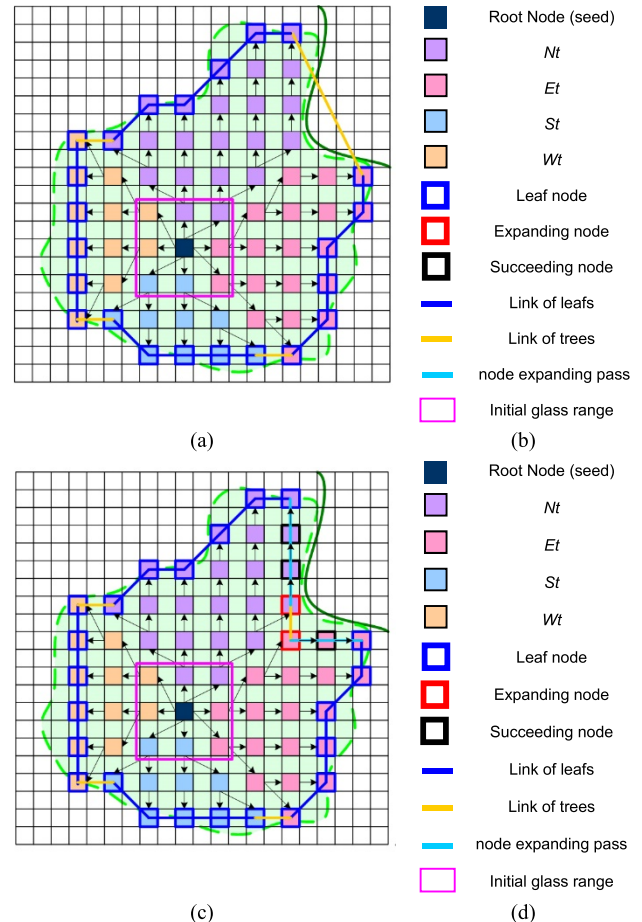 Root Node (seed)
Nt
Et
St
Wt
Leaf node
Expanding node
Succeeding node
Link of leafs
Link of trees
node expanding pass
Initial glass range
(a)
(b)
Root Node (seed)
Nt
Et
St
Wt
Leaf node
Expanding node
Succeeding node
Link of leafs
Link of trees
node expanding pass
Initial glass range
(c)
(d)